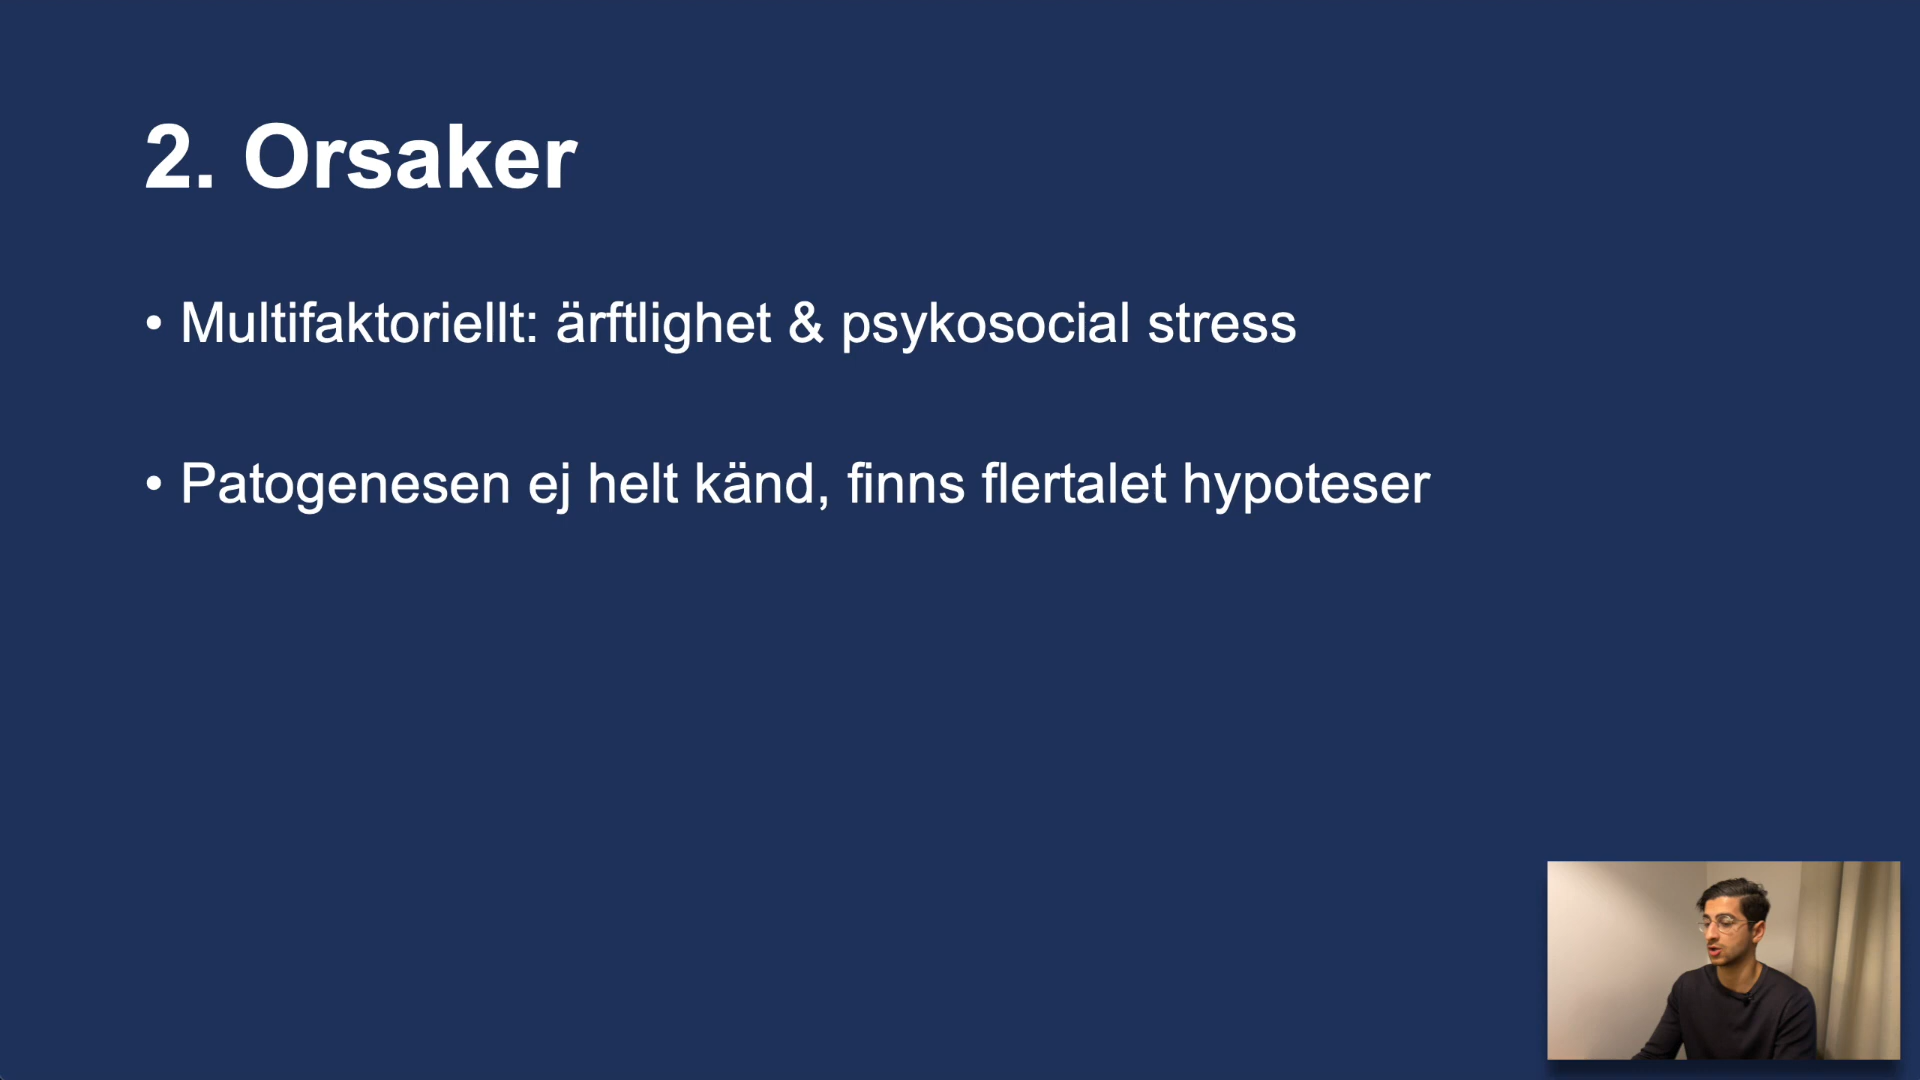 2. Orsaker
• Multifaktoriellt: ärftlighet & psykosocial stress
• Patogenesen ej helt känd, finns flertalet hypoteser